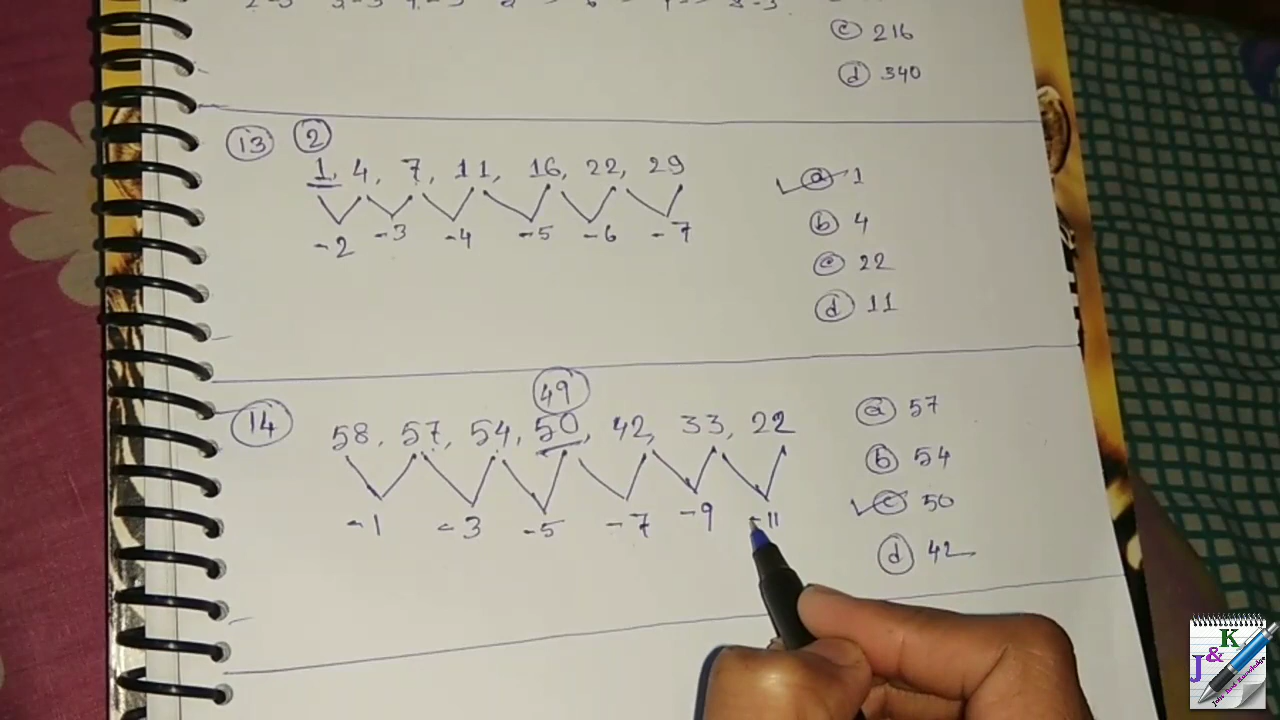 ⓒ 216
ⓓ 340
⑬ ②
1, 4, 7, 11, 16, 22, 29
-2 -3 -4 -5 -6 -7
ⓐ 1
ⓑ 4
ⓒ 22
ⓓ 11
㊾
⑭ 58, 57, 54, 50, 42, 33, 22
-1 -3 -5 -7 -9 -11
ⓐ 57
ⓑ 54
ⓒ 50
ⓓ 42
J&K